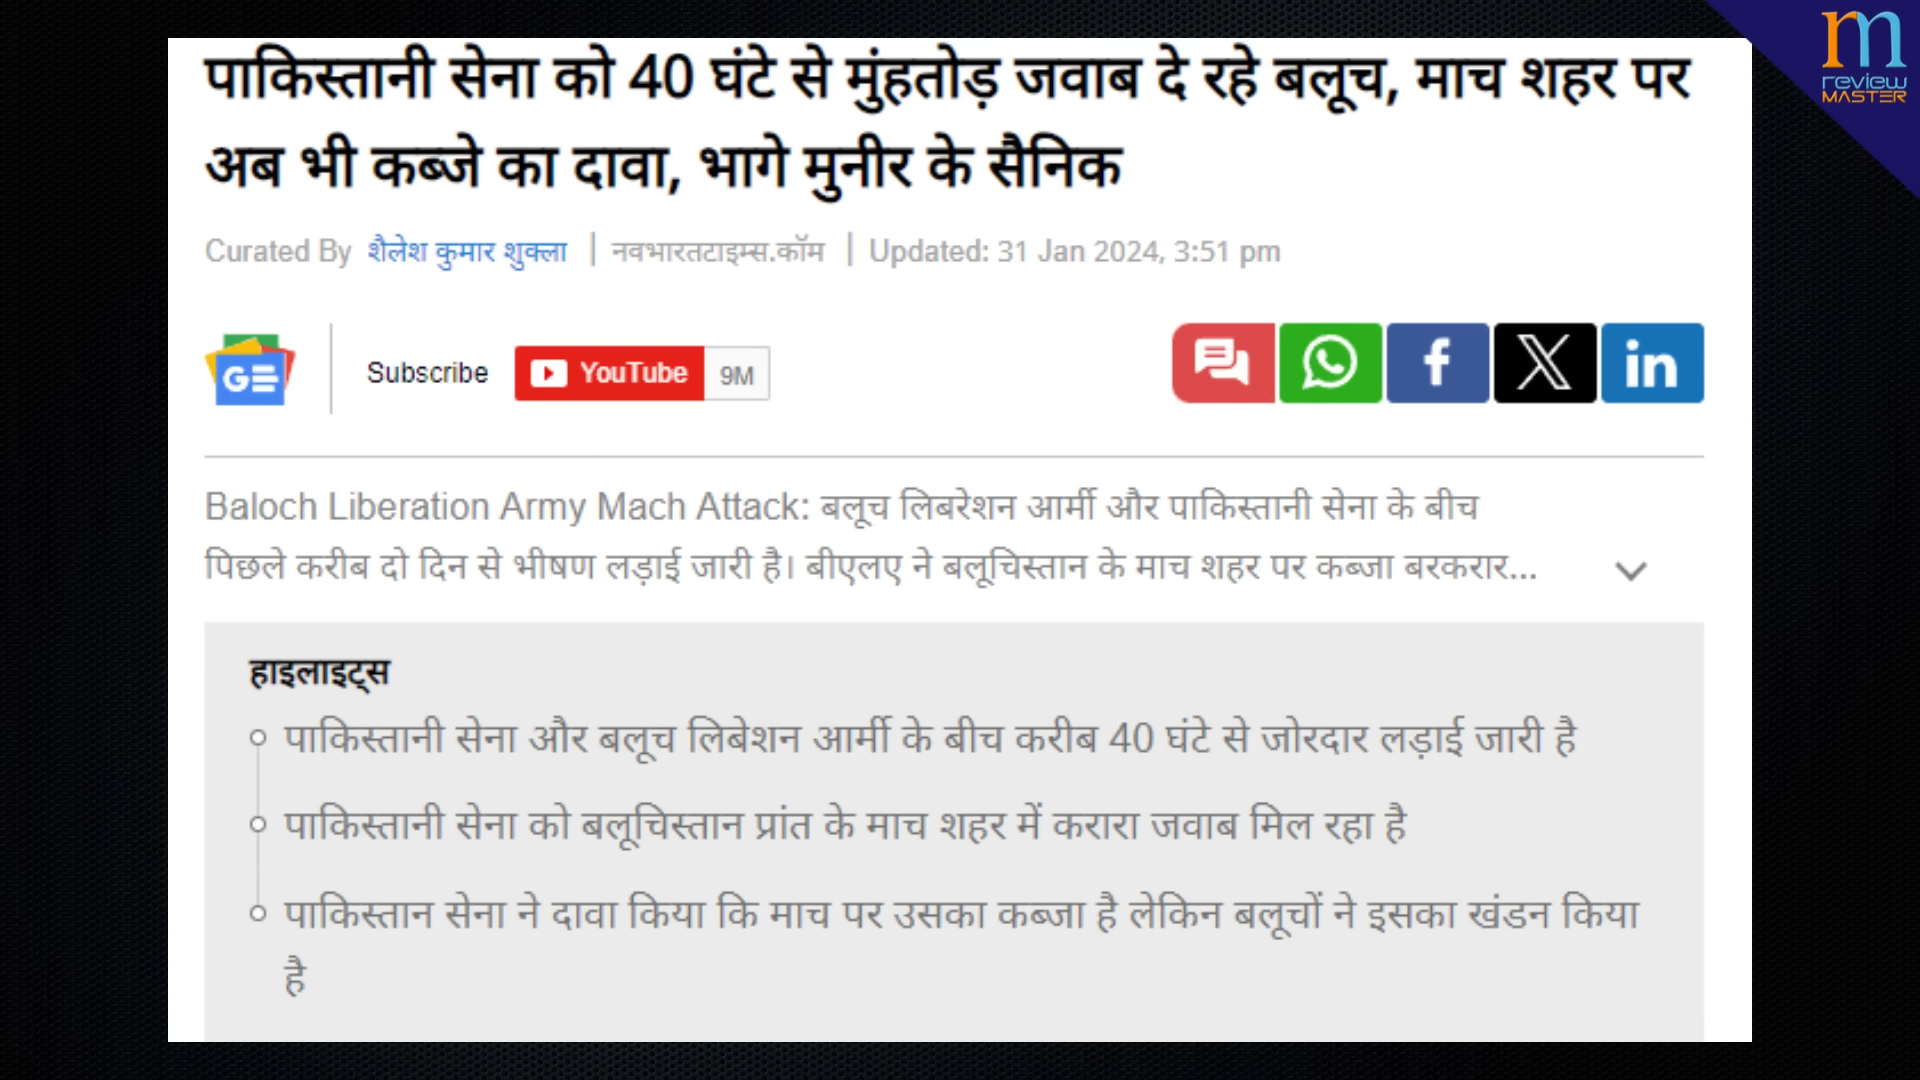 rm
review
MASTER
पाकिस्तानी सेना को 40 घंटे से मुंहतोड़ जवाब दे रहे बलूच, माच शहर पर
अब भी कब्जे का दावा, भागे मुनीर के सैनिक
Curated By शैलेश कुमार शुक्ला | नवभारतटाइम्स.कॉम | Updated: 31 Jan 2024, 3:51 pm
GE Subscribe YouTube 9M f X in
Baloch Liberation Army Mach Attack: बलूच लिबरेशन आर्मी और पाकिस्तानी सेना के बीच
पिछले करीब दो दिन से भीषण लड़ाई जारी है। बीएलए ने बलूचिस्तान के माच शहर पर कब्जा बरकरार...
हाइलाइट्स
पाकिस्तानी सेना और बलूच लिबेशन आर्मी के बीच करीब 40 घंटे से जोरदार लड़ाई जारी है
पाकिस्तानी सेना को बलूचिस्तान प्रांत के माच शहर में करारा जवाब मिल रहा है
पाकिस्तान सेना ने दावा किया कि माच पर उसका कब्जा है लेकिन बलूचों ने इसका खंडन किया
है